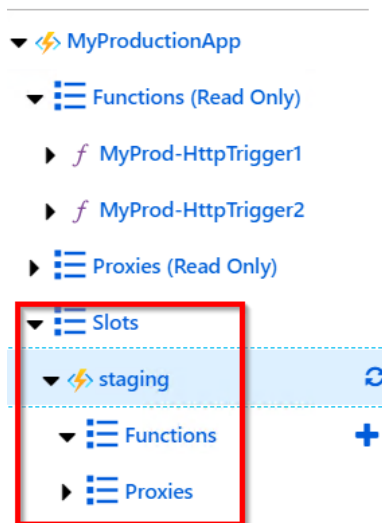 MyProductionApp
Functions (Read Only)
MyProd-HttpTrigger1
MyProd-HttpTrigger2
Proxies (Read Only)
Slots
staging
Functions
Proxies